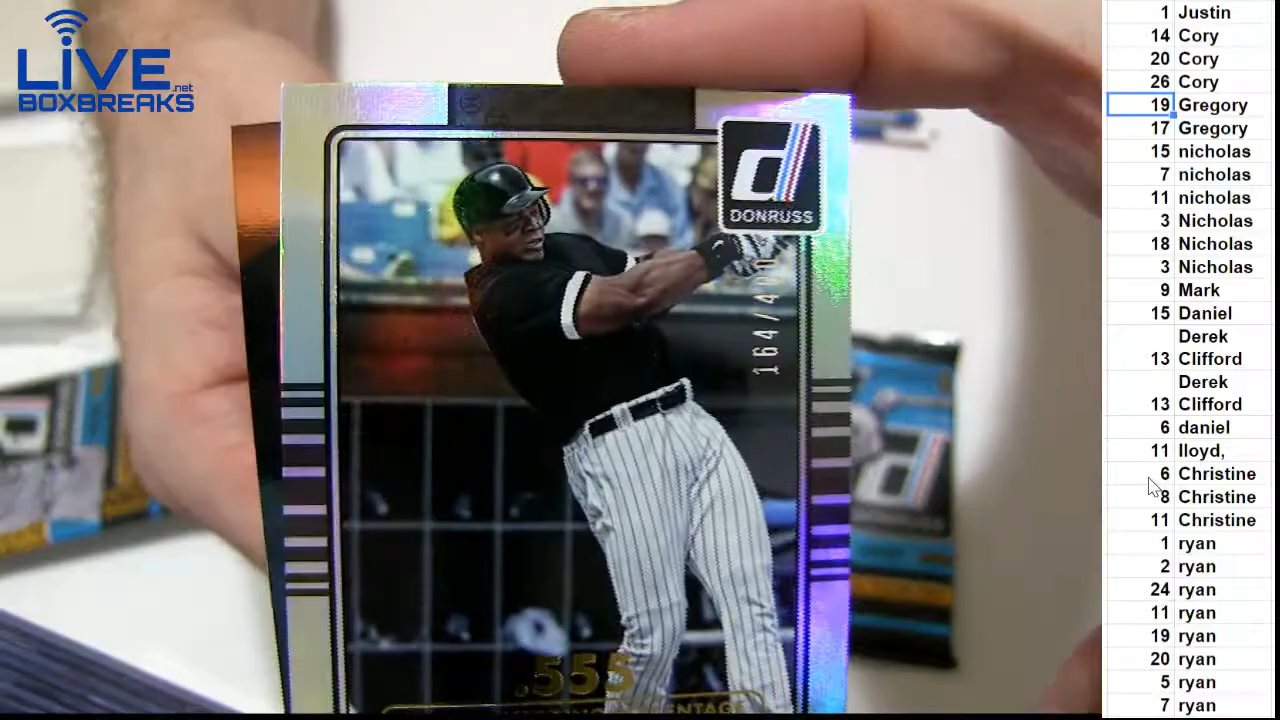 LiVE
.net
BOXBREAKS
DONRUSS
164/400
.555
1 Justin
14 Cory
20 Cory
26 Cory
19 Gregory
17 Gregory
15 nicholas
7 nicholas
11 nicholas
3 Nicholas
18 Nicholas
3 Nicholas
9 Mark
15 Daniel
Derek
13 Clifford
Derek
13 Clifford
6 daniel
11 lloyd,
6 Christine
8 Christine
11 Christine
1 ryan
2 ryan
24 ryan
11 ryan
19 ryan
20 ryan
5 ryan
7 ryan